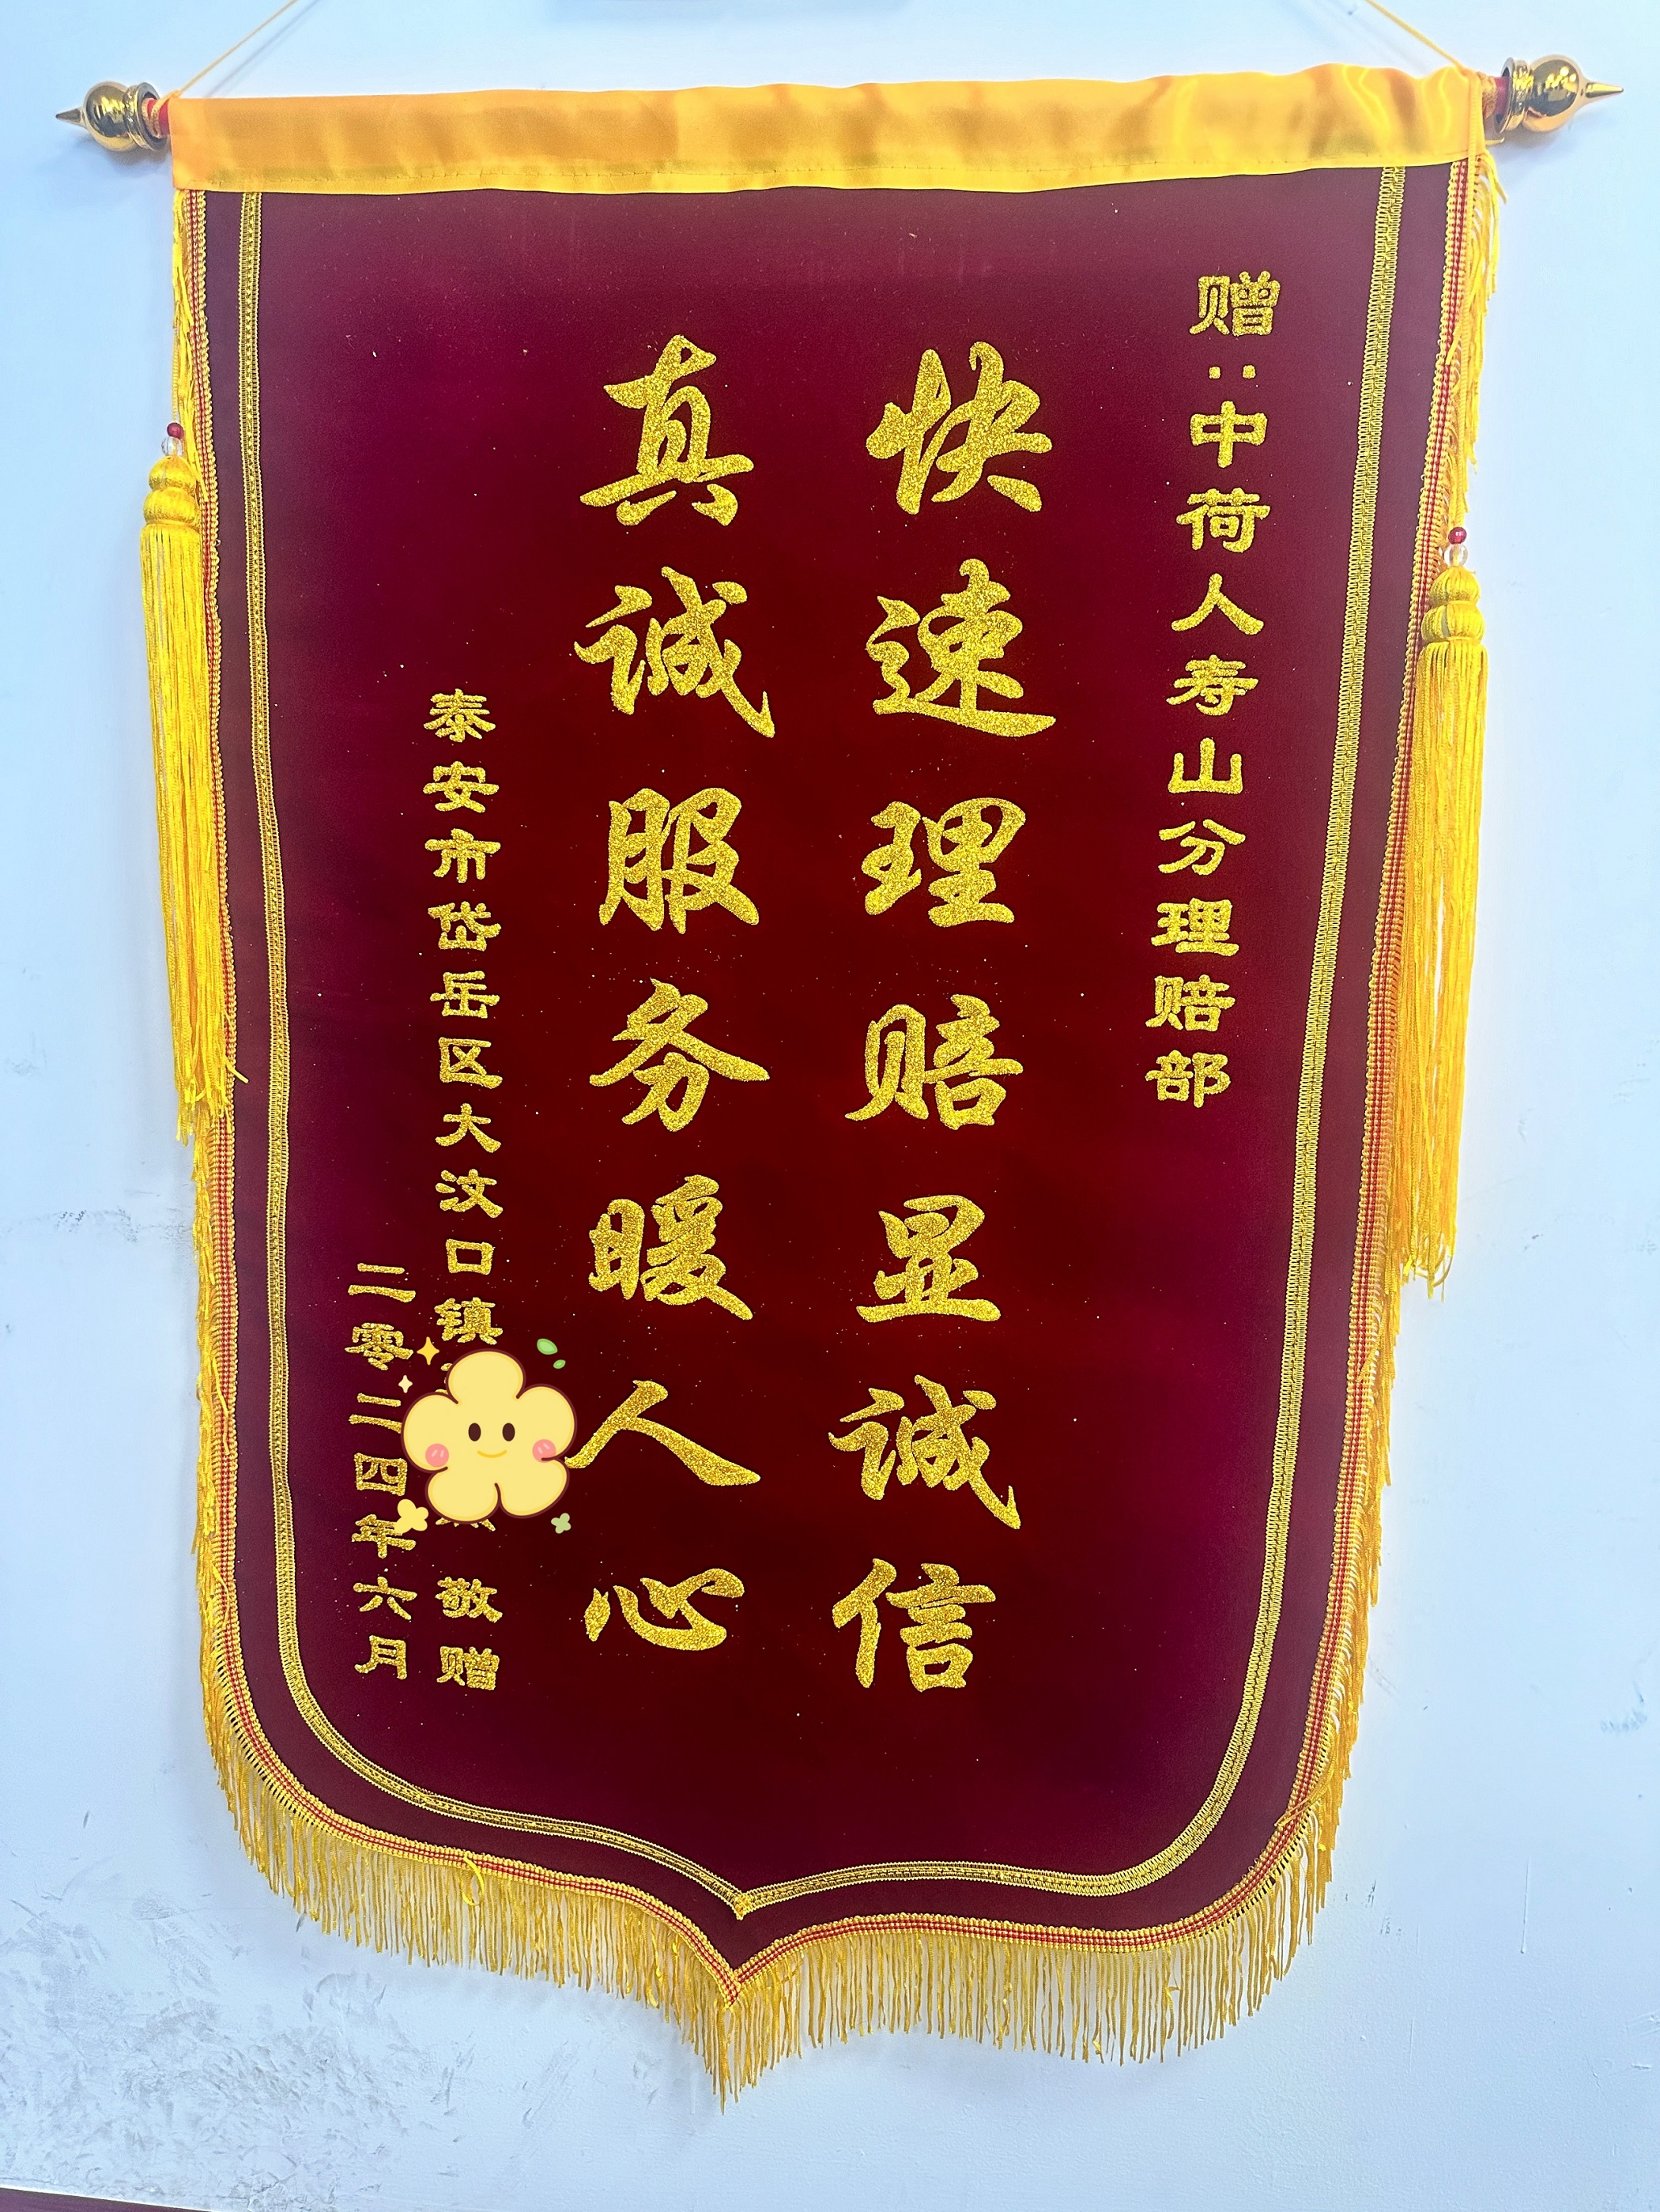 赠:中荷人寿山分理赔部
快速理赔显诚信
真诚服务暖人心
泰安市岱岳区大汶口镇
敬赠
二零二四年六月